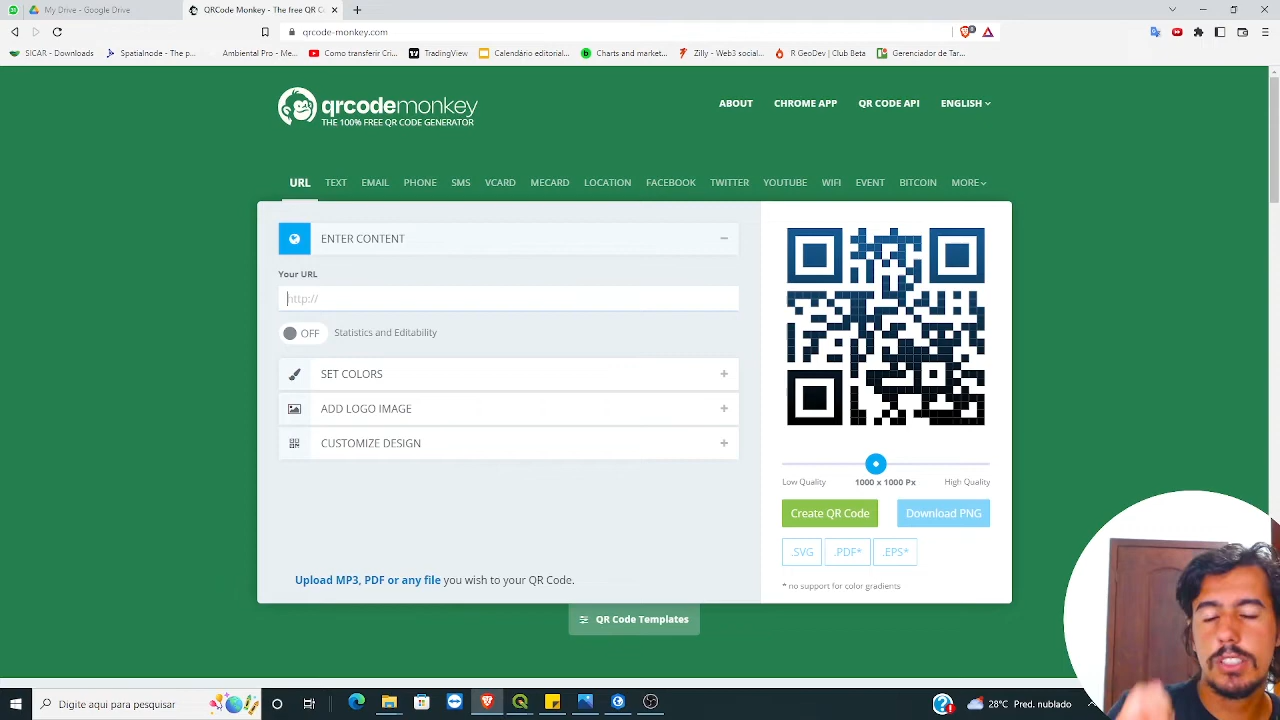 My Drive - Google Drive
QRCode Monkey
qrcode-monkey.com
SICAR - Downloads
Spatialnode - The p...
Ambiental Pro - Me...
Como transferir Cri...
TradingView
Calendário editorial...
Charts and market...
Zilly - Web3 social...
R GeoDev | Club Beta
Gerenciador de Tar...
qrcodemonkey
THE 100% FREE QR CODE GENERATOR
ABOUT
CHROME APP
QR CODE API
ENGLISH
URL
TEXT
EMAIL
PHONE
SMS
VCARD
MECARD
LOCATION
FACEBOOK
TWITTER
YOUTUBE
WIFI
EVENT
BITCOIN
MORE
ENTER CONTENT
Your URL
http://
OFF
Statistics and Editability
SET COLORS
ADD LOGO IMAGE
CUSTOMIZE DESIGN
Upload MP3, PDF or any file you wish to your QR Code.
Low Quality
1000 x 1000 Px
High Quality
Create QR Code
Download PNG
.SVG
.PDF*
.EPS*
* no support for color gradients
QR Code Templates
Digite aqui para pesquisar
28°C Pred. nublado